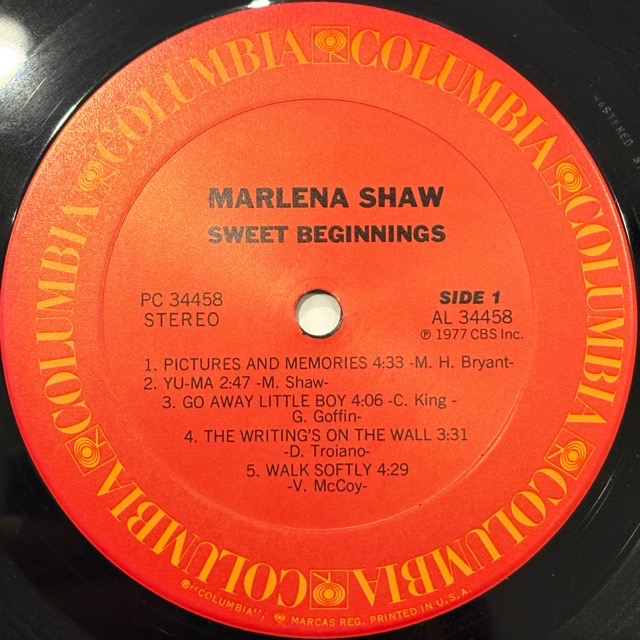 COLUMBIA COLUMBIA COLUMBIA COLUMBIA COLUMBIA COLUMBIA COLUMBIA COLUMBIA
MARLENA SHAW
SWEET BEGINNINGS
PC 34458
STEREO
SIDE 1
AL 34458
℗ 1977 CBS Inc.
1. PICTURES AND MEMORIES 4:33 -M. H. Bryant-
2. YU-MA 2:47 -M. Shaw-
3. GO AWAY LITTLE BOY 4:06 -C. King -
G. Goffin-
4. THE WRITING'S ON THE WALL 3:31
-D. Troiano-
5. WALK SOFTLY 4:29
-V. McCoy-
® "COLUMBIA", MARCAS REG. PRINTED IN U.S.A.